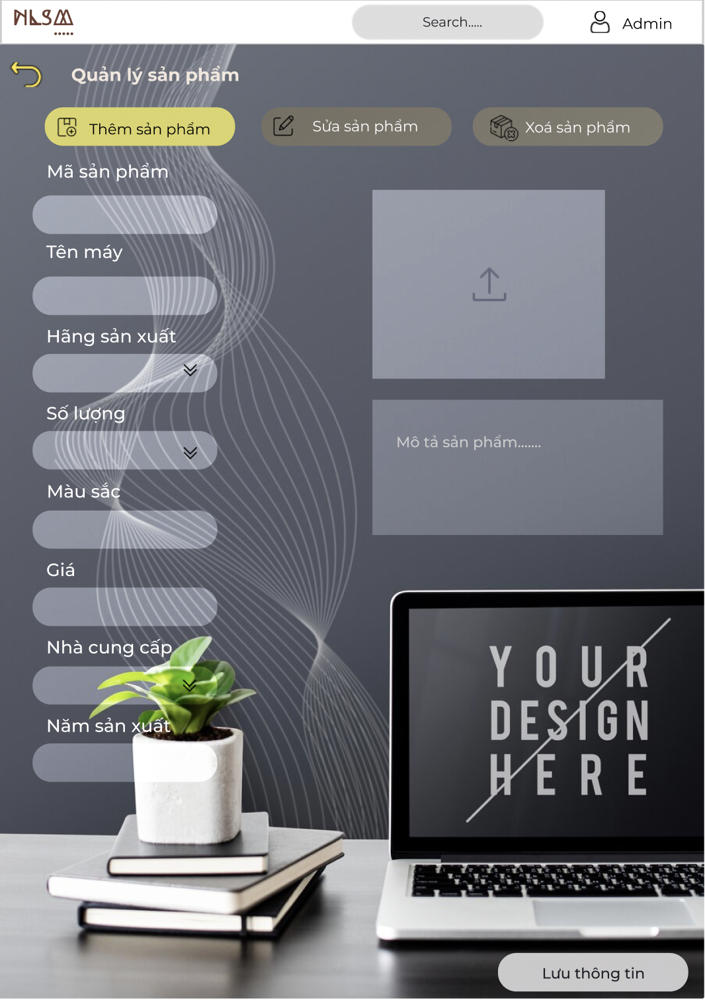 NLSM
Search.....
Admin
Quản lý sản phẩm
Thêm sản phẩm
Sửa sản phẩm
Xoá sản phẩm
Mã sản phẩm
Tên máy
Hãng sản xuất
Số lượng
Mô tả sản phẩm.......
Màu sắc
Giá
Nhà cung cấp
Năm sản xuất
YOUR
DESIGN
HERE
Lưu thông tin